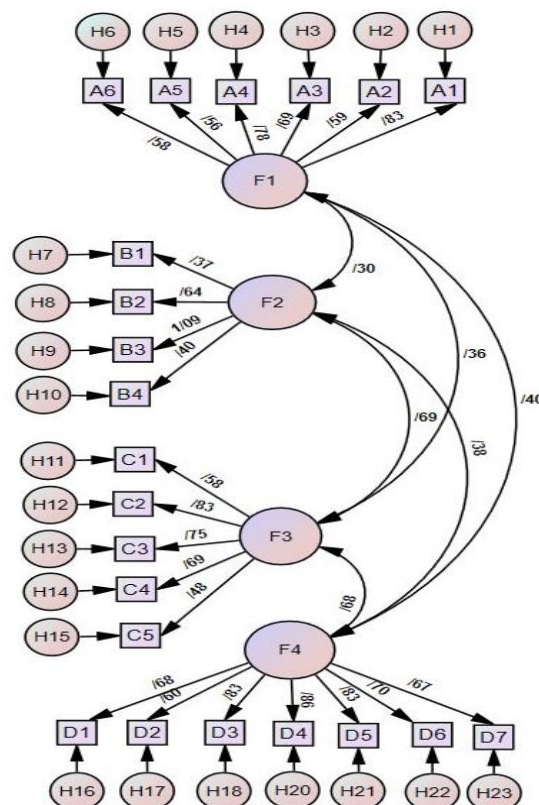 H6 H5 H4 H3 H2 H1
A6 A5 A4 A3 A2 A1
/58 /56 /78 /69 /59 /83
F1
H7 B1 /37
/30
H8 B2 /64 F2
H9 B3 1/09
H10 B4 /40
/36
/40
/69 /38
H11 C1 /58
H12 C2 /83
H13 C3 /75 F3
H14 C4 /69
H15 C5 /48
/68
F4
/68 /60 /83 /86 /83 /70 /67
D1 D2 D3 D4 D5 D6 D7
H16 H17 H18 H20 H21 H22 H23